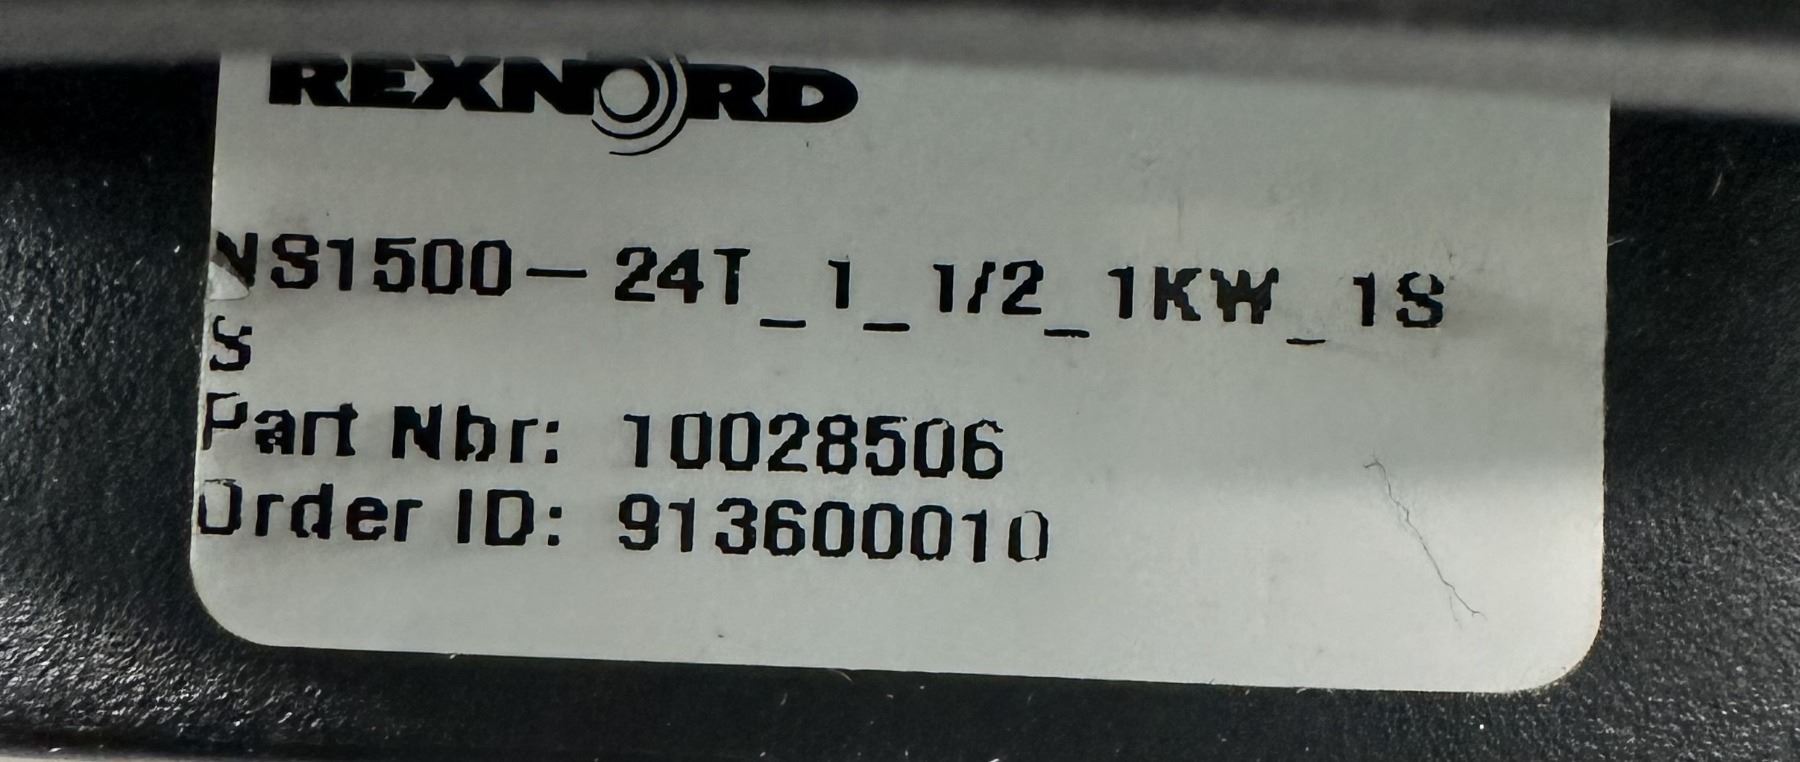 REXNORD
NS1500-24T_1_1/2_1KW_1S
S
Part Nbr: 10028506
Order ID: 913600010